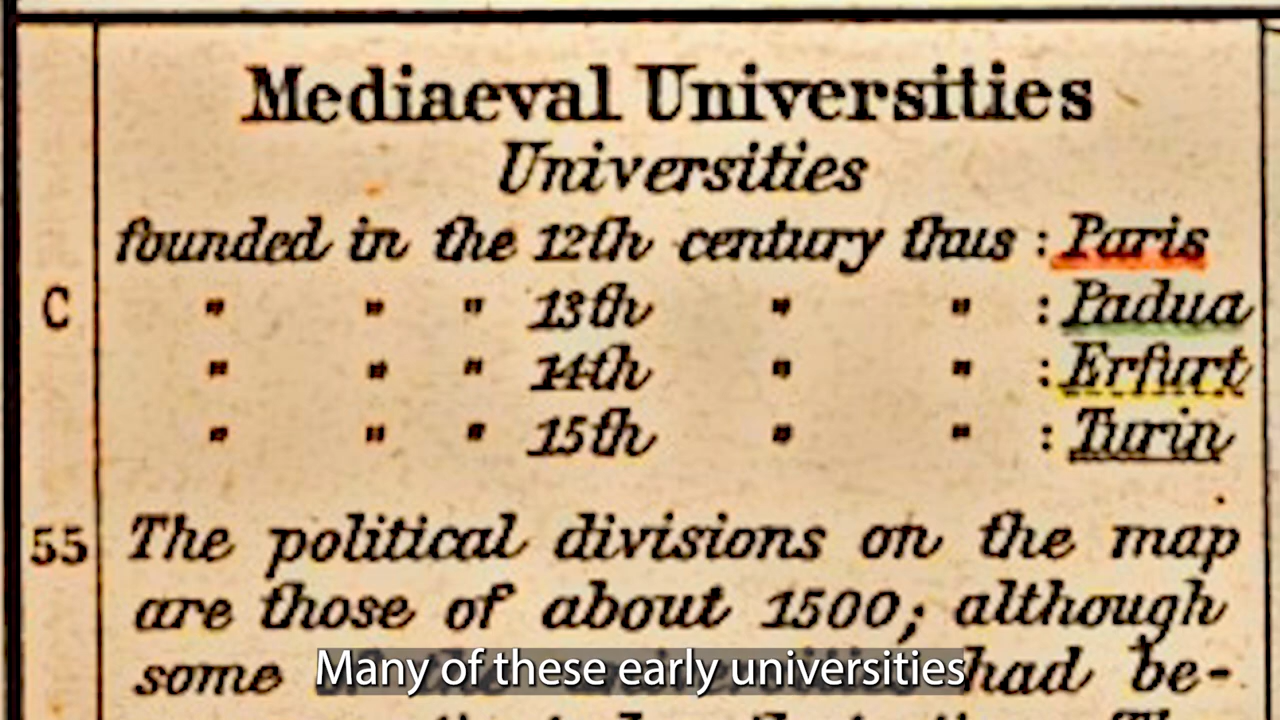 Mediaeval Universities
Universities
founded in the 12th century thus : Paris
C " " " 13th " " : Padua
" " " 14th " " : Erfurt
" " " 15th " " : Turin
55 The political divisions on the map
are those of about 1500; although
some had be-
Many of these early universities